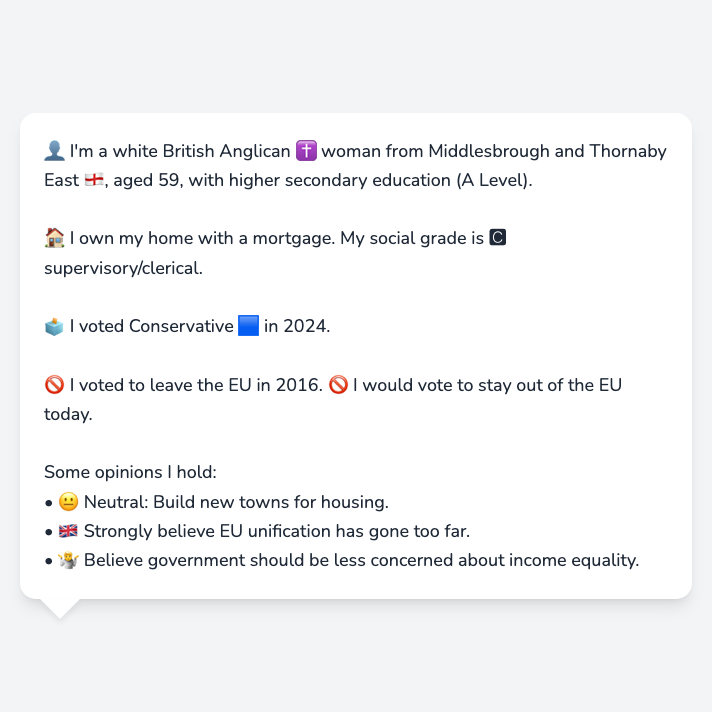 👤 I'm a white British Anglican ✝️ woman from Middlesbrough and Thornaby
East 🏴󠁧󠁢󠁥󠁮󠁧󠁿, aged 59, with higher secondary education (A Level).
🏠 I own my home with a mortgage. My social grade is 🅲
supervisory/clerical.
🗳️ I voted Conservative 🟦 in 2024.
🚫 I voted to leave the EU in 2016. 🚫 I would vote to stay out of the EU
today.
Some opinions I hold:
• 😐 Neutral: Build new towns for housing.
• 🇬🇧 Strongly believe EU unification has gone too far.
• 🤷‍♀️ Believe government should be less concerned about income equality.